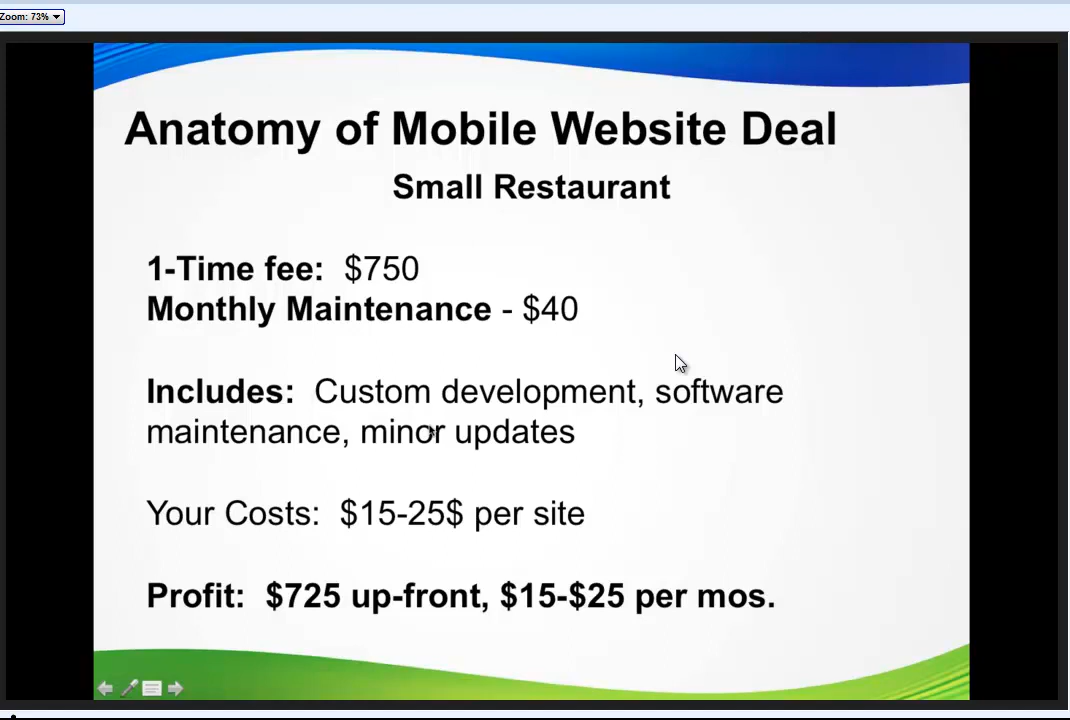 Zoom: 73%
Anatomy of Mobile Website Deal
Small Restaurant
1-Time fee: $750
Monthly Maintenance - $40
Includes: Custom development, software
maintenance, minor updates
Your Costs: $15-25$ per site
Profit: $725 up-front, $15-$25 per mos.